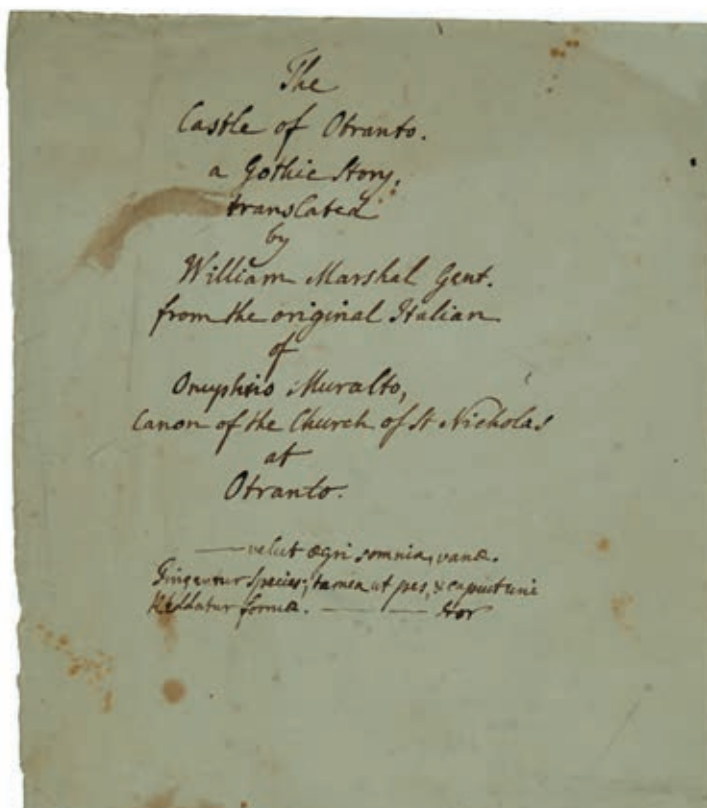 The
Castle of Otranto.
a Gothic Story,
translated
by
William Marshal Gent.
from the original Italian
of
Onuphrio Muralto,
Canon of the Church of St Nicholas
at
Otranto.
—— velut ægri somnia, vanæ.
Fingentur species; tamen ut pes, & caput uni
Reddatur formæ. —— —— Hor